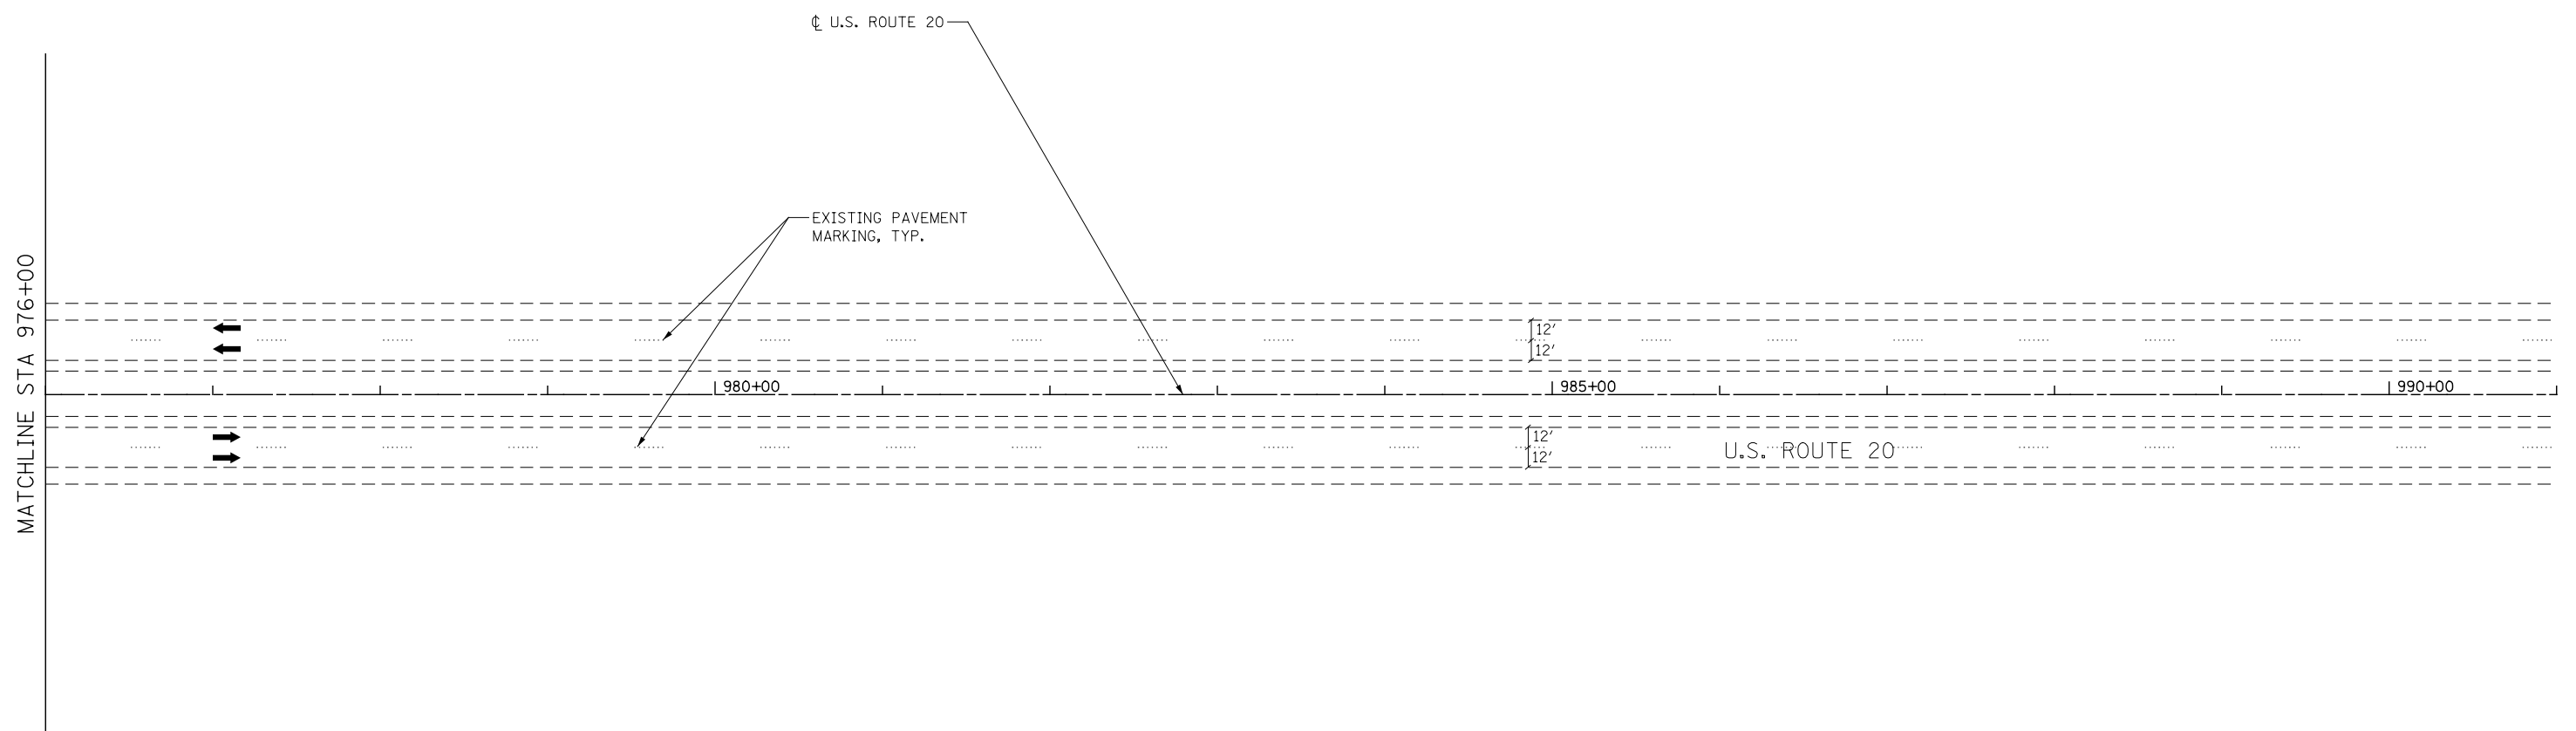 ℄ U.S. ROUTE 20
EXISTING PAVEMENT
MARKING, TYP.
MATCHLINE STA 976+00
12'
12'
980+00
985+00
990+00
12'
12'
U.S. ROUTE 20